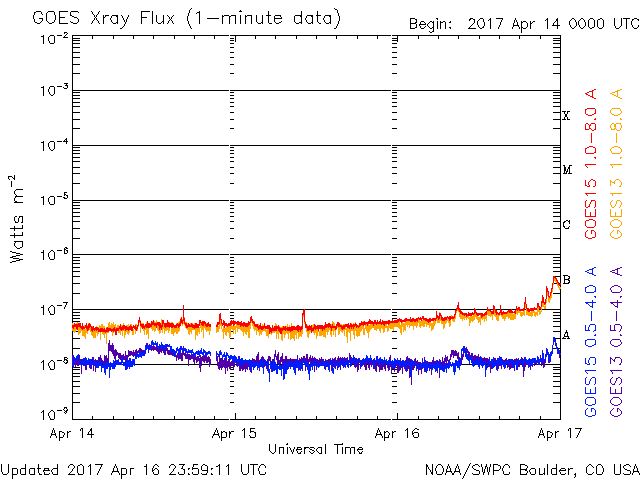 GOES Xray Flux (1-minute data)
Begin: 2017 Apr 14 0000 UTC
10-2
10-3
10-4
10-5
10-6
10-7
10-8
10-9
Watts m-2
X
M
C
B
A
GOES15 1.0-8.0 A
GOES13 1.0-8.0 A
GOES15 0.5-4.0 A
GOES13 0.5-4.0 A
Apr 14
Apr 15
Apr 16
Apr 17
Universal Time
Updated 2017 Apr 16 23:59:11 UTC
NOAA/SWPC Boulder, CO USA